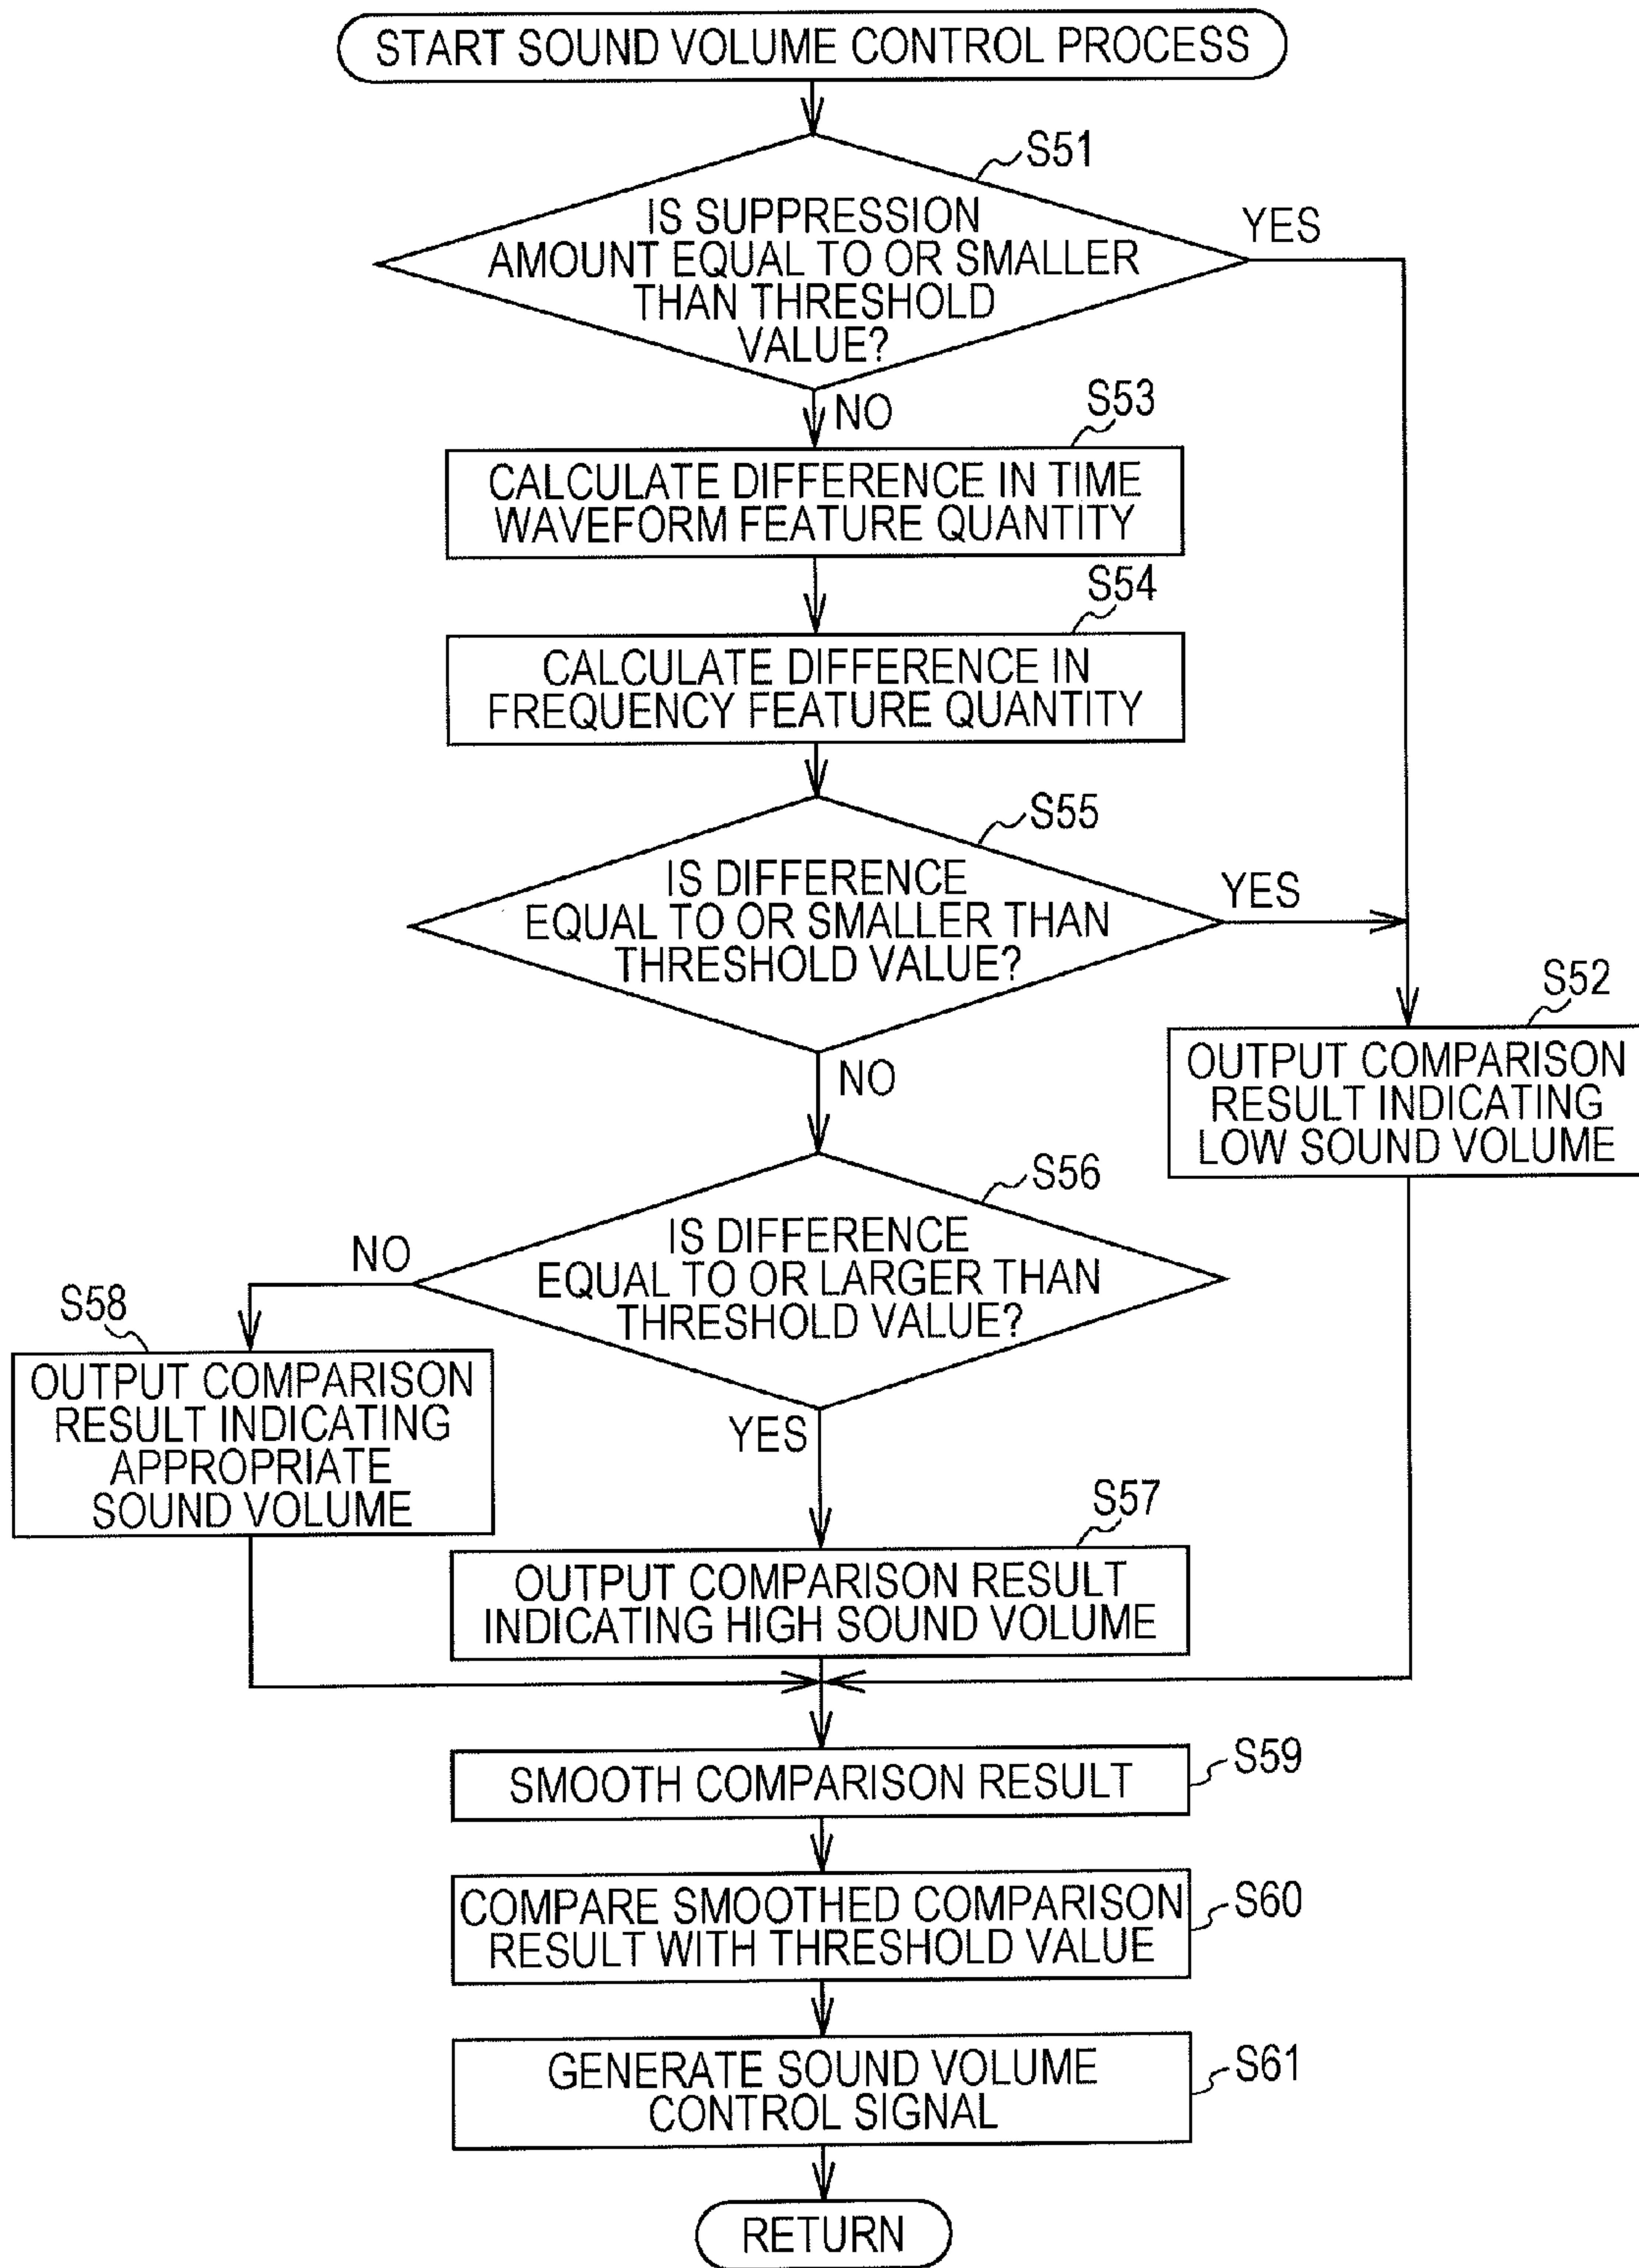 START SOUND VOLUME CONTROL PROCESS
S51
IS SUPPRESSION
AMOUNT EQUAL TO OR SMALLER
THAN THRESHOLD
VALUE?
YES
NO
S53
CALCULATE DIFFERENCE IN TIME
WAVEFORM FEATURE QUANTITY
S54
CALCULATE DIFFERENCE IN
FREQUENCY FEATURE QUANTITY
S55
IS DIFFERENCE
EQUAL TO OR SMALLER THAN
THRESHOLD VALUE?
YES
NO
S52
OUTPUT COMPARISON
RESULT INDICATING
LOW SOUND VOLUME
S56
IS DIFFERENCE
EQUAL TO OR LARGER THAN
THRESHOLD VALUE?
NO
YES
S58
OUTPUT COMPARISON
RESULT INDICATING
APPROPRIATE
SOUND VOLUME
S57
OUTPUT COMPARISON RESULT
INDICATING HIGH SOUND VOLUME
SMOOTH COMPARISON RESULT
S59
COMPARE SMOOTHED COMPARISON
RESULT WITH THRESHOLD VALUE
S60
GENERATE SOUND VOLUME
CONTROL SIGNAL
S61
RETURN